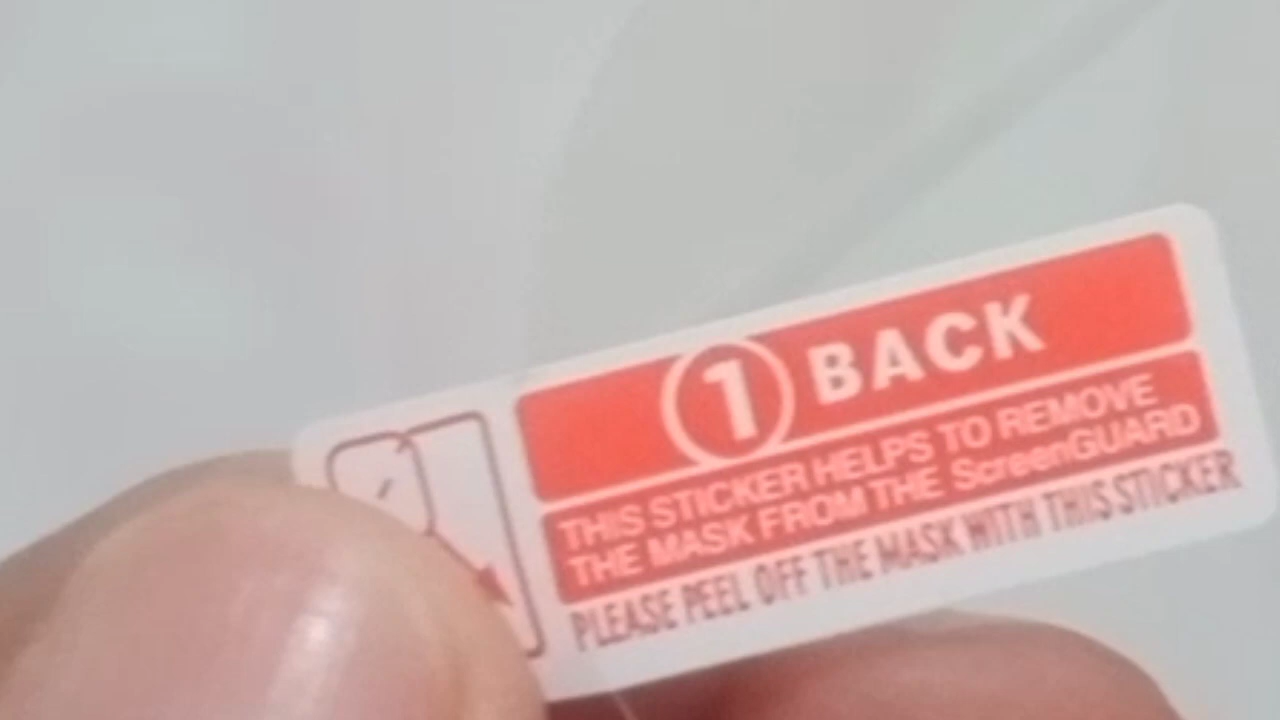 1 BACK
THIS STICKER HELPS TO REMOVE
THE MASK FROM THE ScreenGUARD
PLEASE PEEL OFF THE MASK WITH THIS STICKER